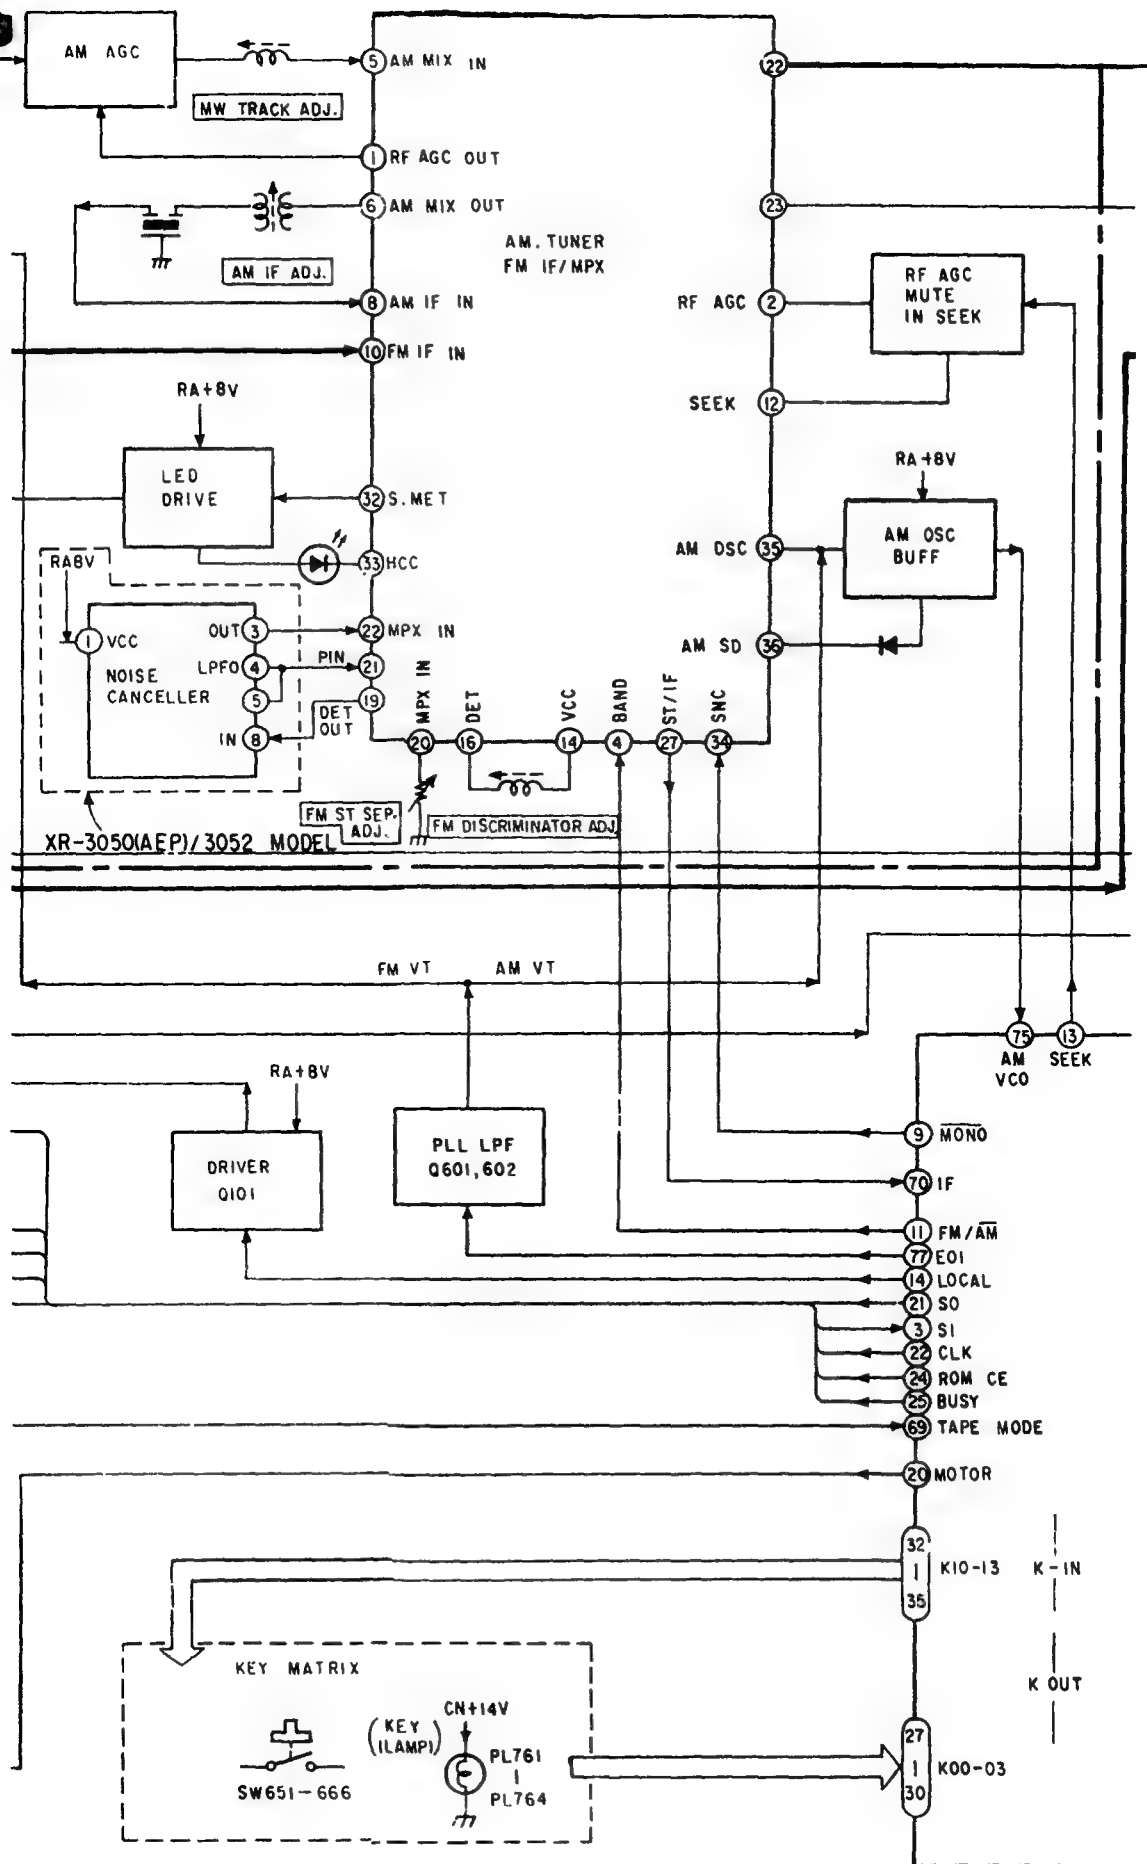 AM AGC
5 AM MIX IN
22
MW TRACK ADJ.
1 RF AGC OUT
6 AM MIX OUT
23
AM. TUNER
FM IF/MPX
AM IF ADJ.
8 AM IF IN
RF AGC 2
RF AGC
MUTE
IN SEEK
10 FM IF IN
RA+8V
SEEK 12
LED
DRIVE
32 S.MET
RA+8V
AM OSC
BUFF
AM OSC 35
33 HCC
RA8V
1 VCC
OUT 3
22 MPX IN
AM SD 36
NOISE
CANCELLER
LPFO 4
PIN
21
5
19
DET
OUT
IN 8
MPX IN
DET
VCC
BAND
ST/IF
SNC
20
16
14
4
27
34
FM ST SEP.
ADJ.
FM DISCRIMINATOR ADJ.
XR-3050(AEP)/3052 MODEL
FM VT
AM VT
75
13
AM
VCO
SEEK
RA+8V
DRIVER
Q101
PLL LPF
Q601,602
9 MONO
70 IF
11 FM/AM
77 EO1
14 LOCAL
21 SO
3 SI
22 CLK
24 ROM CE
25 BUSY
69 TAPE MODE
20 MOTOR
32
35
K10-13
K-IN
KEY MATRIX
K OUT
SW651-666
(KEY
ILAMP)
CN+14V
PL761
PL764
27
30
K00-03